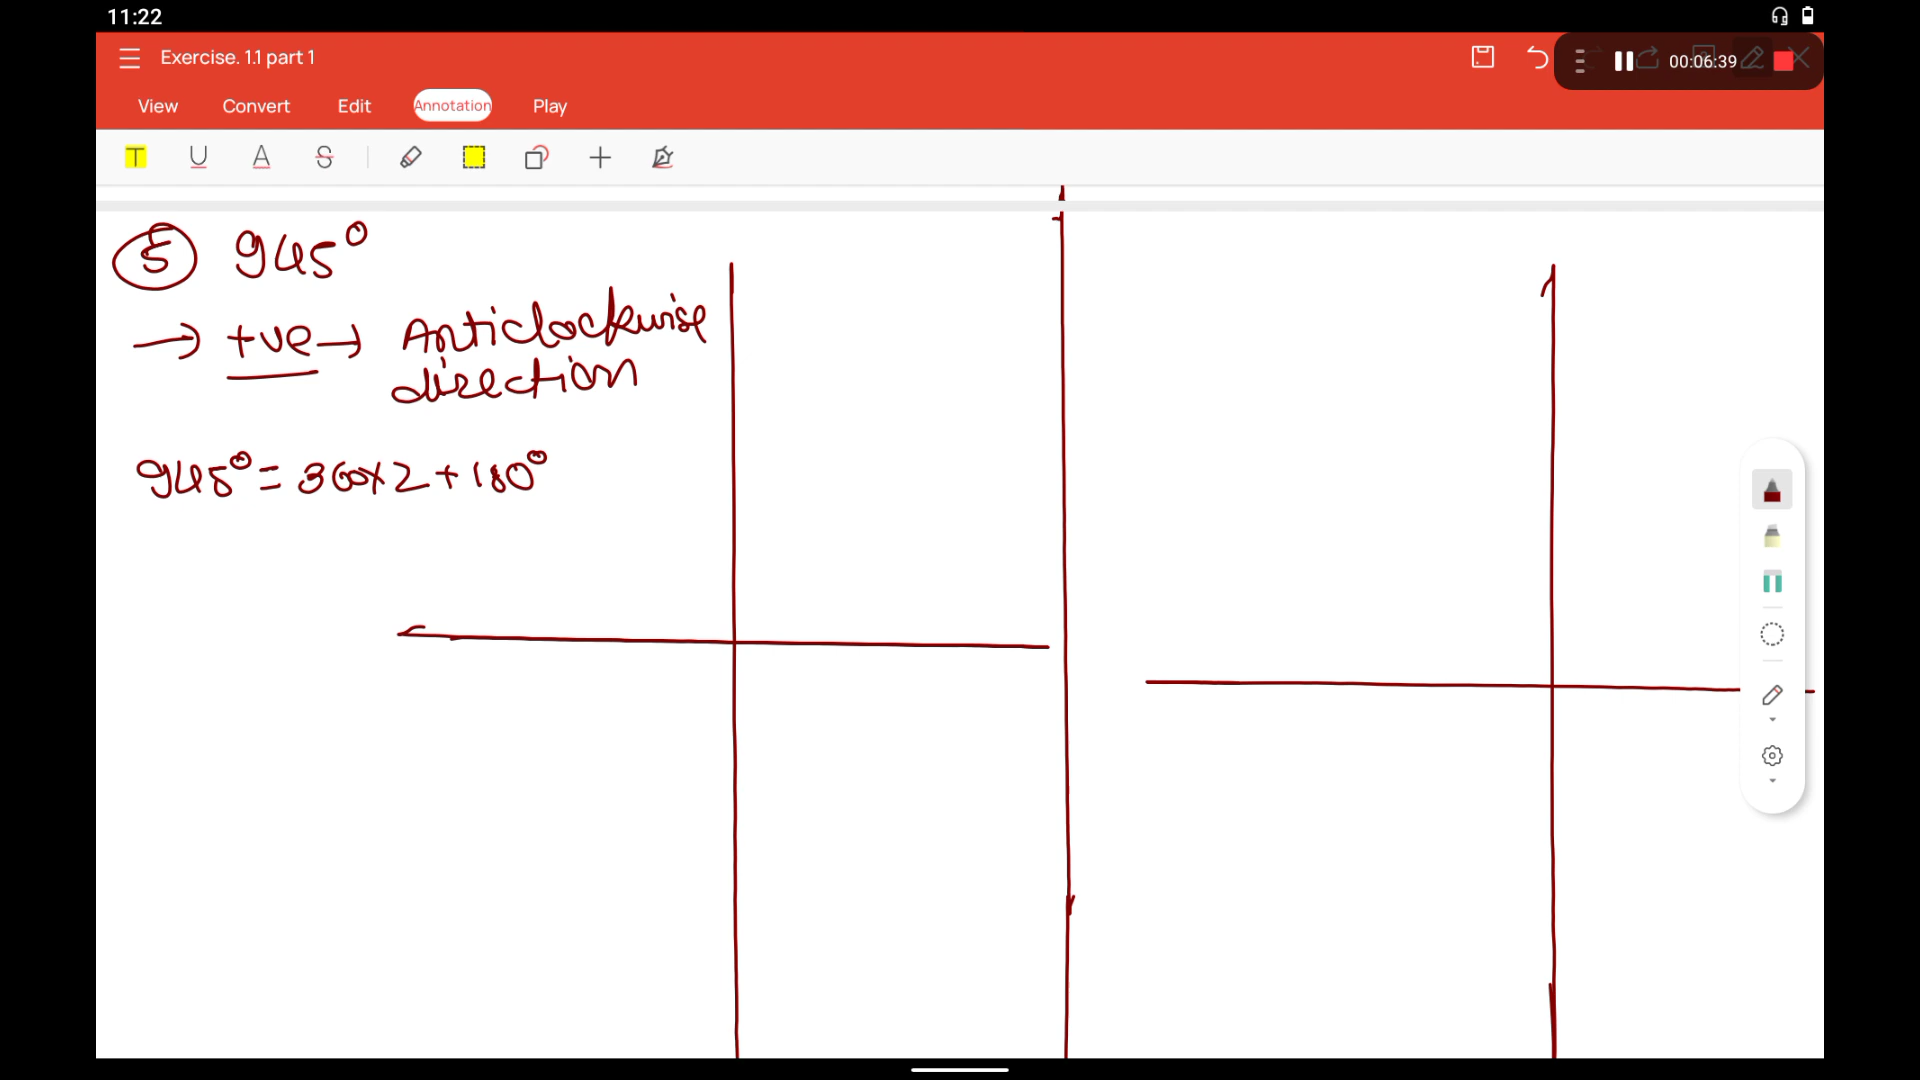 11:22
Exercise. 1.1 part 1
00:06:39
View Convert Edit Annotation Play
T U A S
5 945°
→ +ve → Anticlockwise
direction
945° = 360×2 + 180°